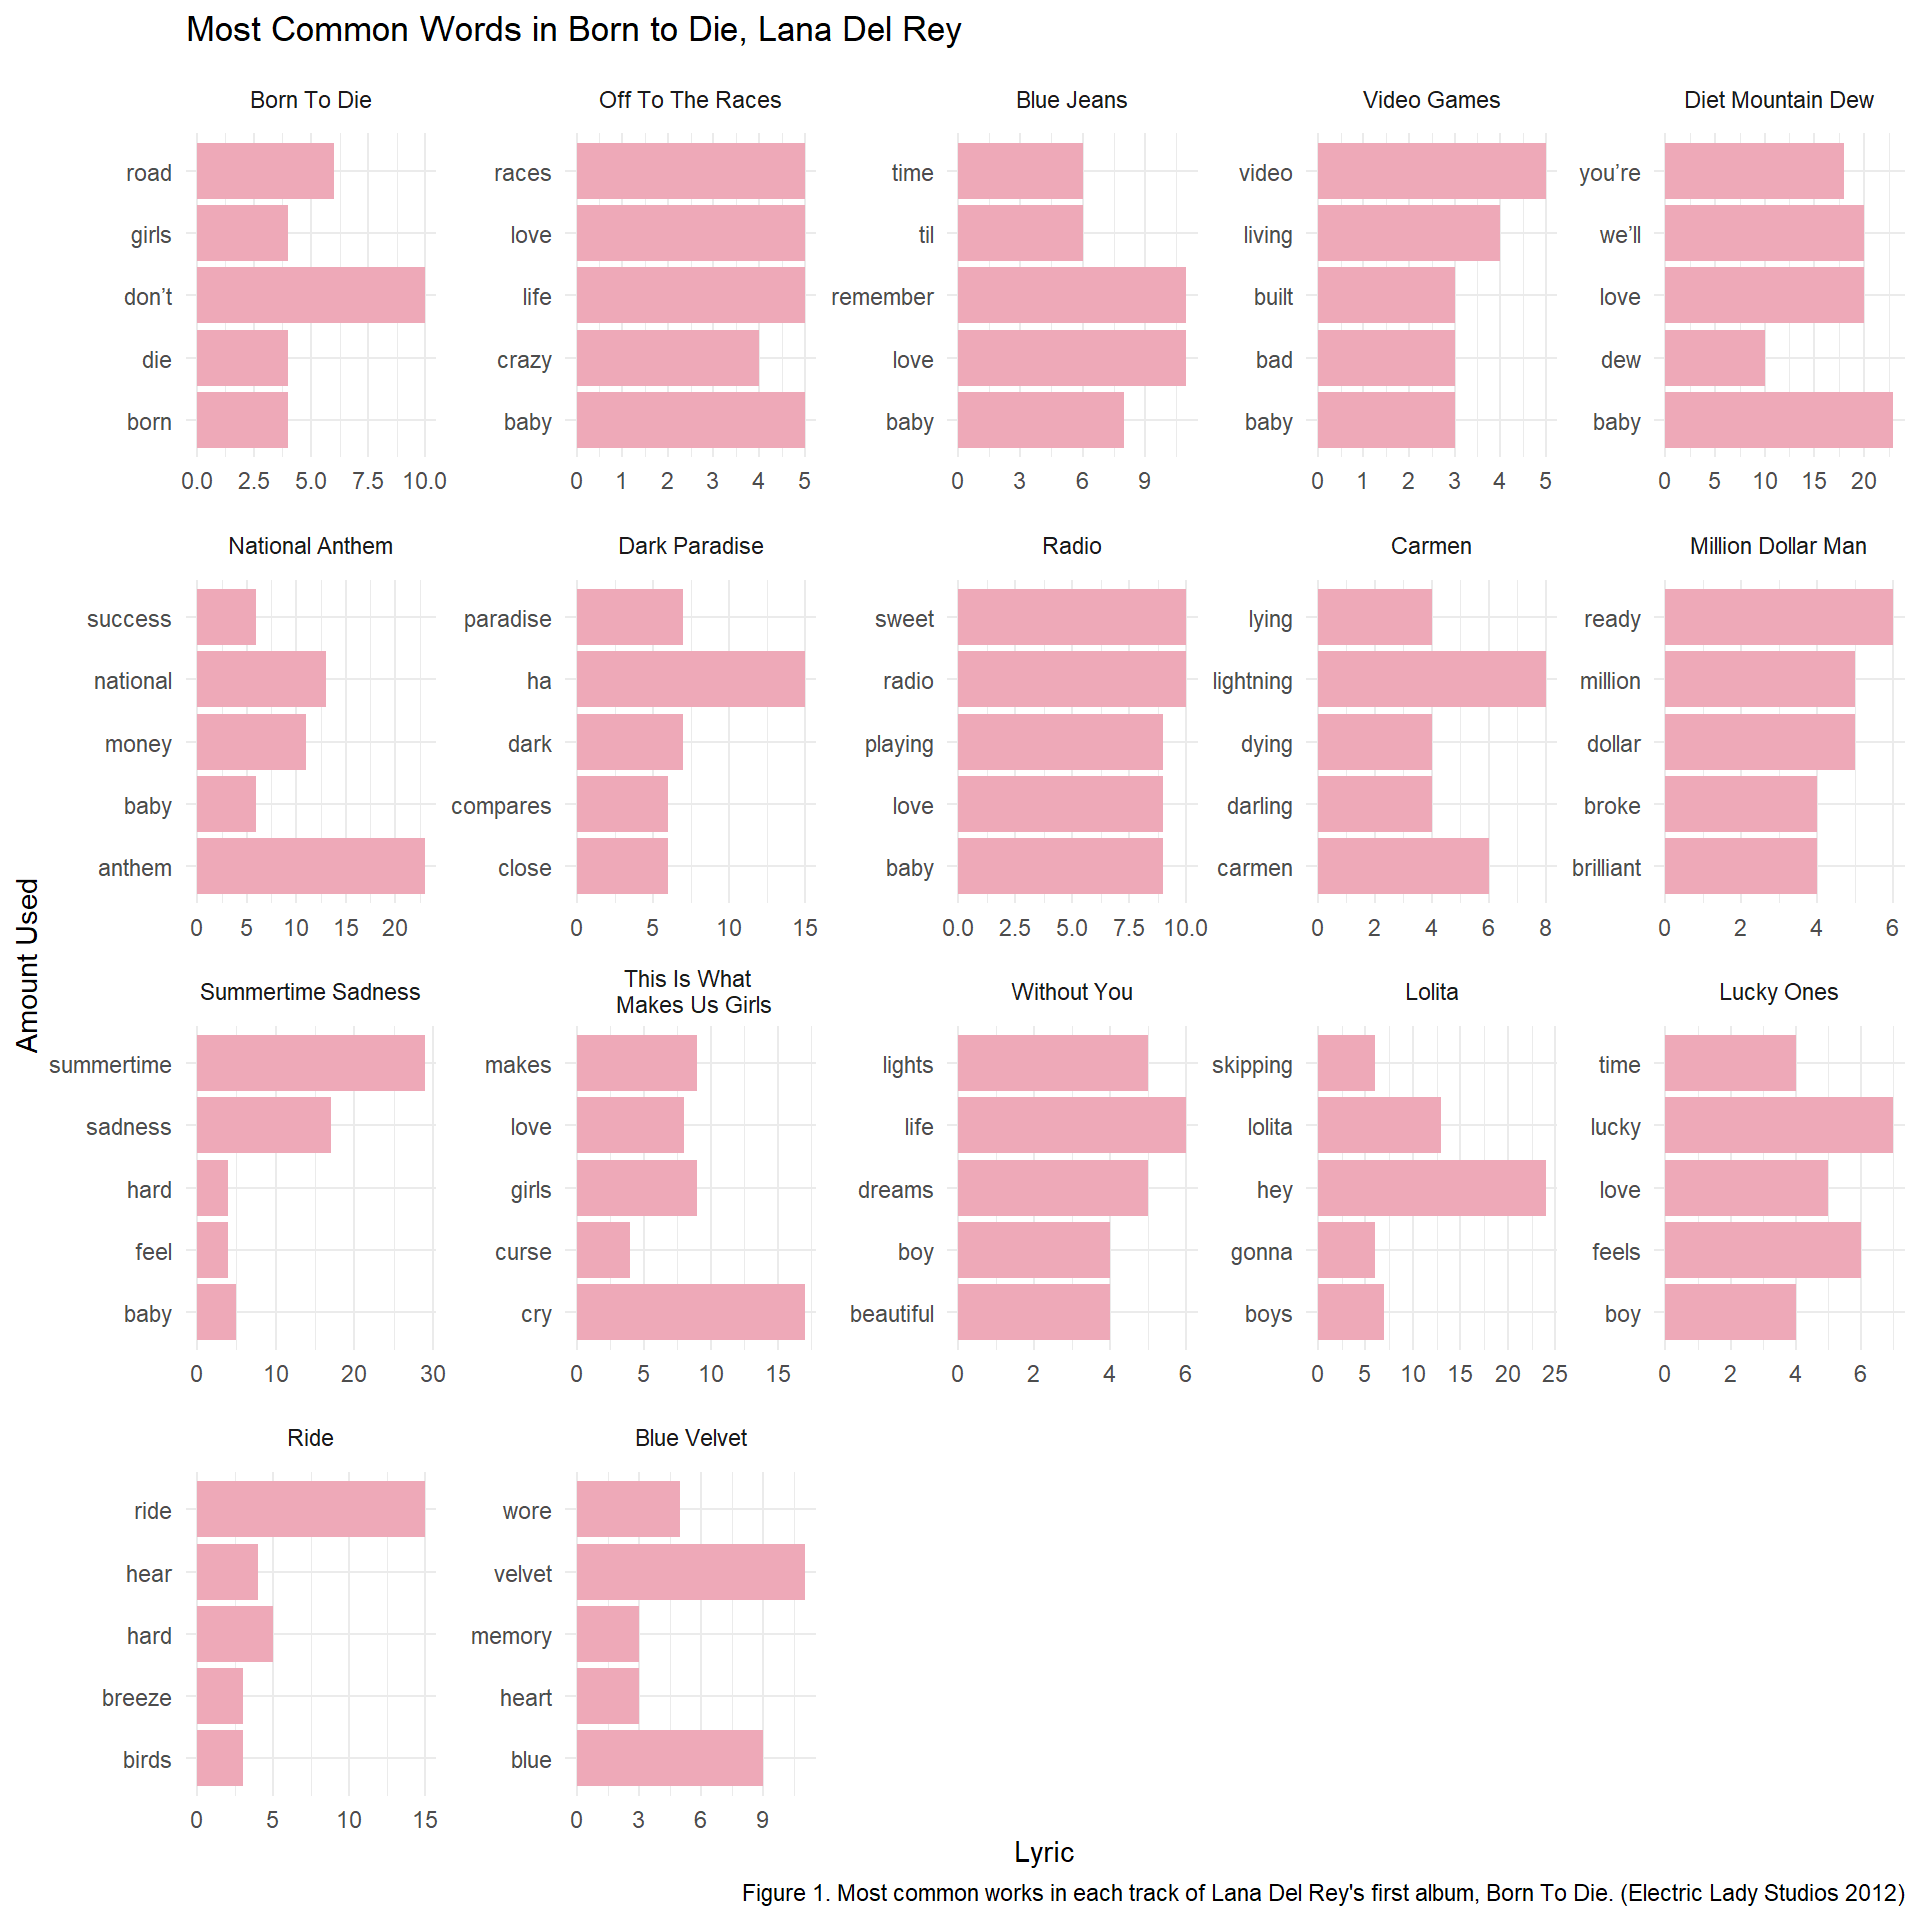 Most Common Words in Born to Die, Lana Del Rey
Born To Die
road
girls
don’t
die
born
0.0 2.5 5.0 7.5 10.0
Off To The Races
races
love
life
crazy
baby
0 1 2 3 4 5
Blue Jeans
time
til
remember
love
baby
0 3 6 9
Video Games
video
living
built
bad
baby
0 1 2 3 4 5
Diet Mountain Dew
you’re
we’ll
love
dew
baby
0 5 10 15 20
National Anthem
success
national
money
baby
anthem
0 5 10 15 20
Dark Paradise
paradise
ha
dark
compares
close
0 5 10 15
Radio
sweet
radio
playing
love
baby
0.0 2.5 5.0 7.5 10.0
Carmen
lying
lightning
dying
darling
carmen
0 2 4 6 8
Million Dollar Man
ready
million
dollar
broke
brilliant
0 2 4 6
Amount Used
Summertime Sadness
summertime
sadness
hard
feel
baby
0 10 20 30
This Is What
Makes Us Girls
makes
love
girls
curse
cry
0 5 10 15
Without You
lights
life
dreams
boy
beautiful
0 2 4 6
Lolita
skipping
lolita
hey
gonna
boys
0 5 10 15 20 25
Lucky Ones
time
lucky
love
feels
boy
0 2 4 6
Ride
ride
hear
hard
breeze
birds
0 5 10 15
Blue Velvet
wore
velvet
memory
heart
blue
0 3 6 9
Lyric
Figure 1. Most common works in each track of Lana Del Rey's first album, Born To Die. (Electric Lady Studios 2012)